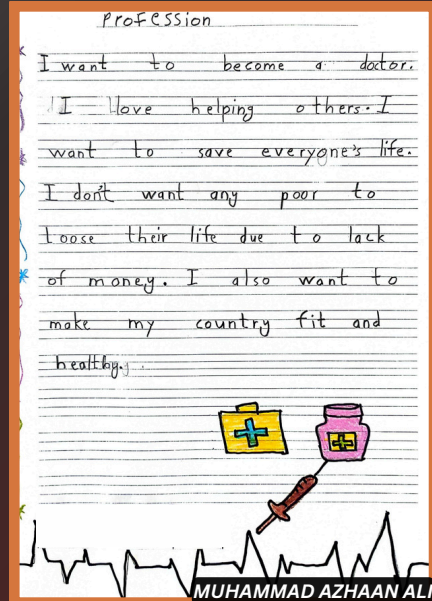 Profession
I want to become a doctor.
I love helping others. I
want to save everyone's life.
I don't want any poor to
loose their life due to lack
of money. I also want to
make my country fit and
healthy.
MUHAMMAD AZHAAN ALI